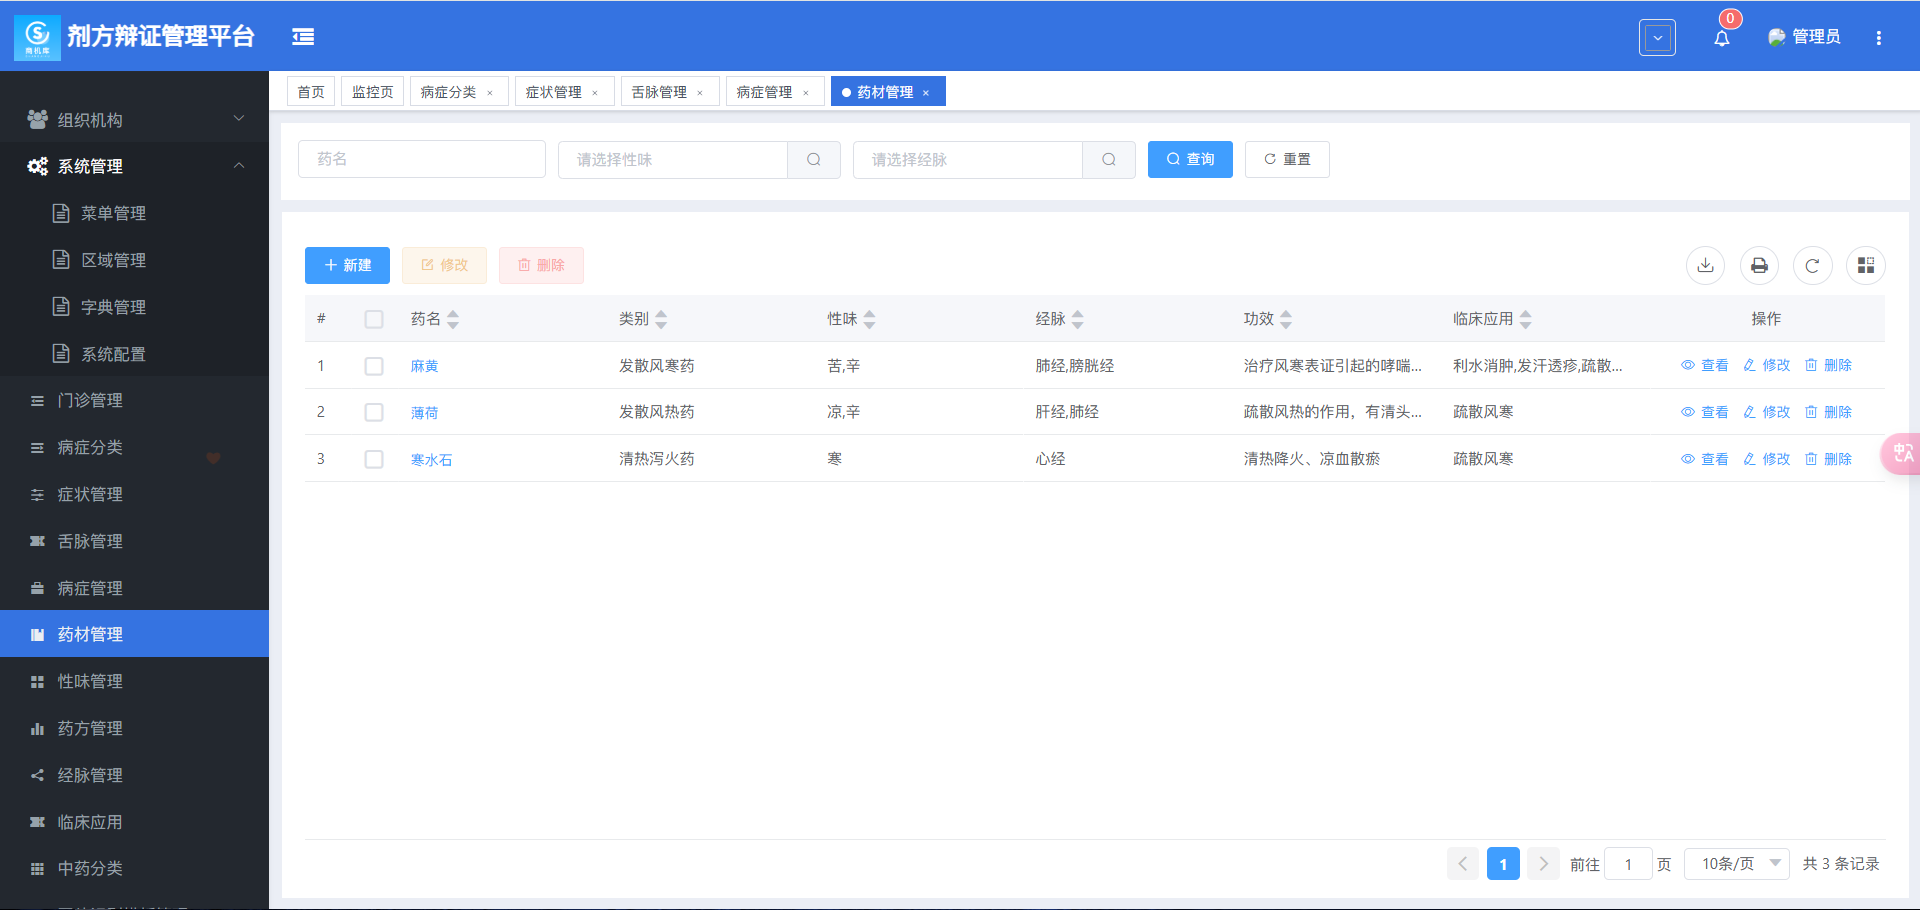 商机库
剂方辩证管理平台
0
管理员
组织机构
系统管理
菜单管理
区域管理
字典管理
系统配置
门诊管理
病症分类
症状管理
舌脉管理
病症管理
药材管理
性味管理
药方管理
经脉管理
临床应用
中药分类
首页 监控页 病症分类 × 症状管理 × 舌脉管理 × 病症管理 × 药材管理 ×
药名 请选择性味 请选择经脉 查询 重置
新建 修改 删除
# 药名 类别 性味 经脉 功效 临床应用 操作
1 麻黄 发散风寒药 苦,辛 肺经,膀胱经 治疗风寒表证引起的哮喘... 利水消肿,发汗透疹,疏散... 查看 修改 删除
2 薄荷 发散风热药 凉,辛 肝经,肺经 疏散风热的作用，有清头... 疏散风寒 查看 修改 删除
3 寒水石 清热泻火药 寒 心经 清热降火、凉血散瘀 疏散风寒 查看 修改 删除
中A
1 前往 1 页 10条/页 共 3 条记录